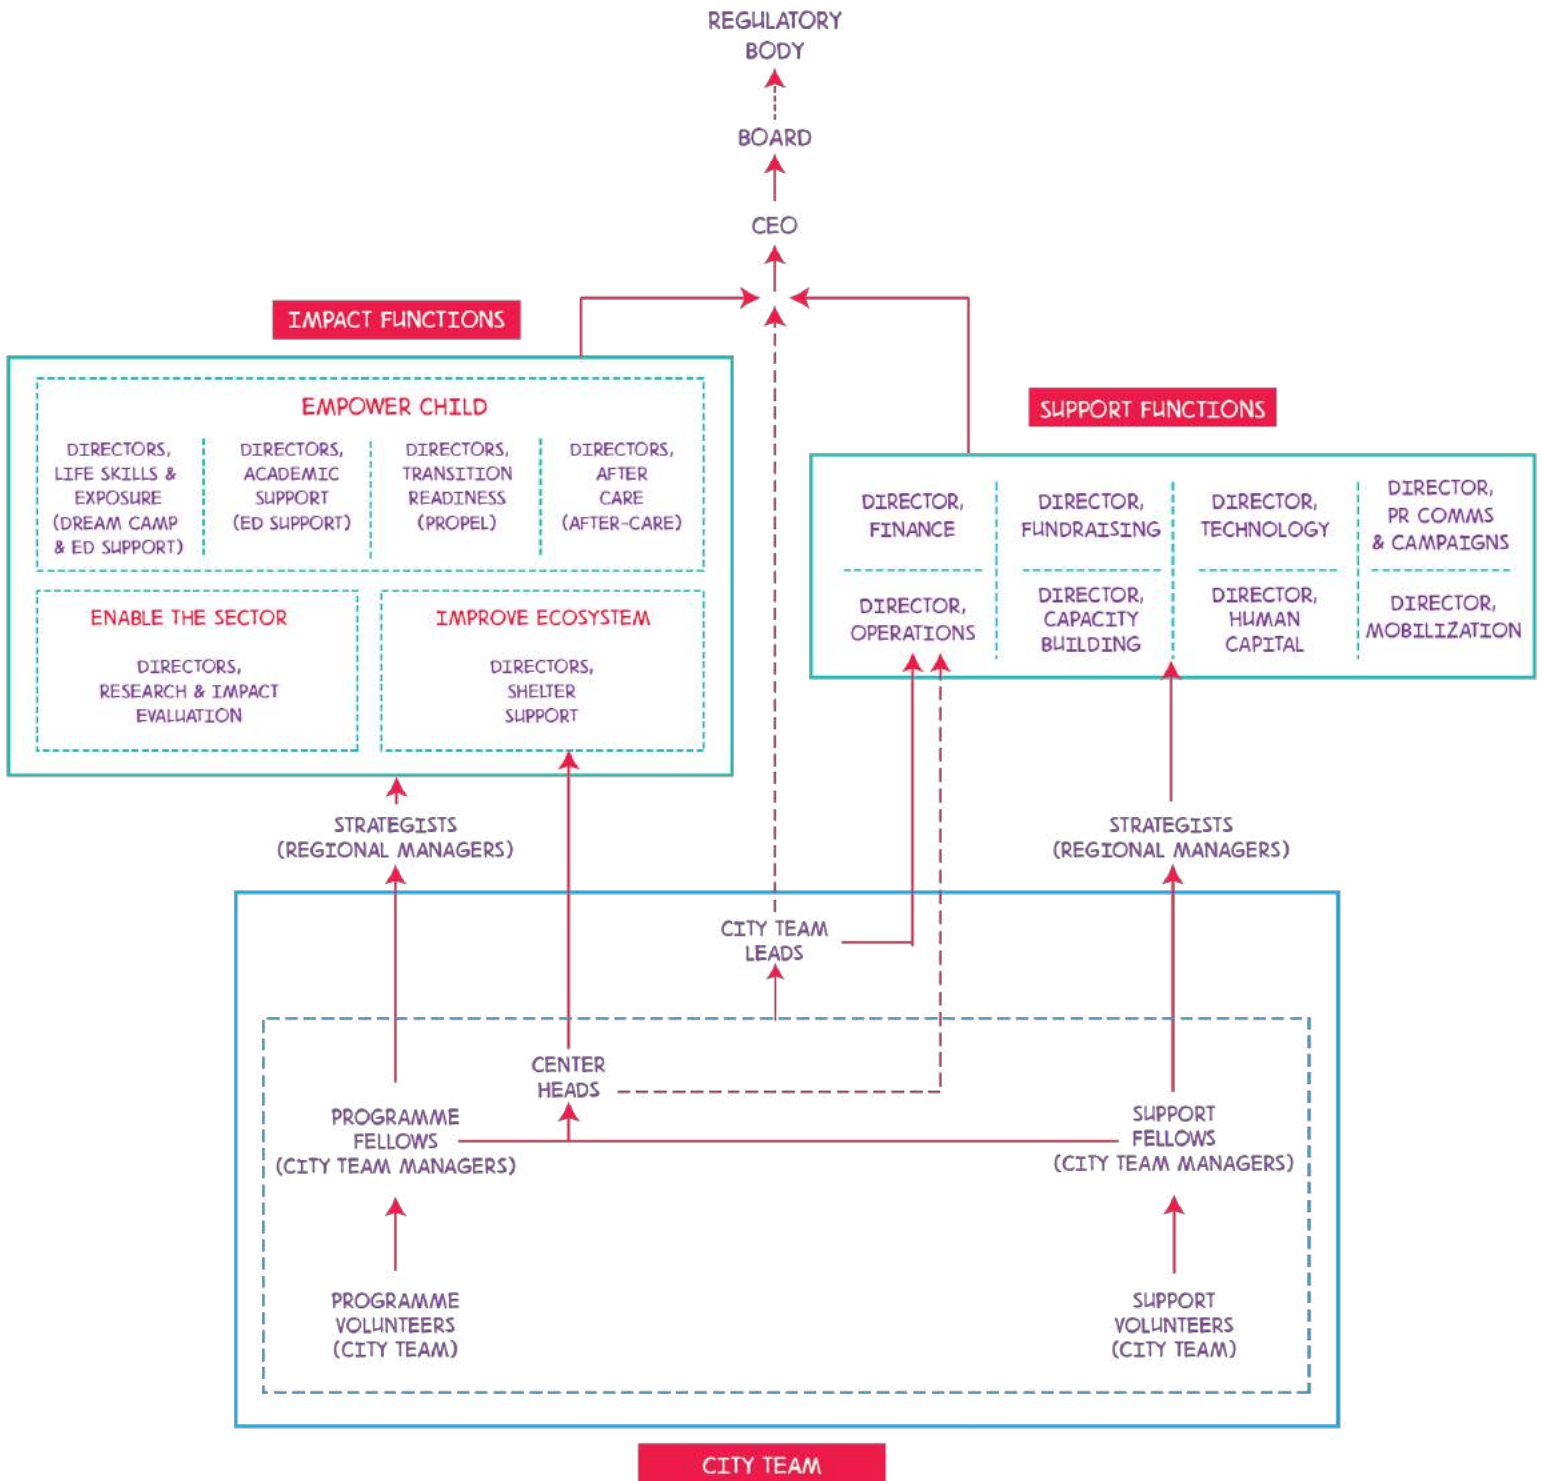 REGULATORY
BODY
BOARD
CEO
IMPACT FUNCTIONS
EMPOWER CHILD
DIRECTORS,
LIFE SKILLS &
EXPOSURE
(DREAM CAMP
& ED SUPPORT)
DIRECTORS,
ACADEMIC
SUPPORT
(ED SUPPORT)
DIRECTORS,
TRANSITION
READINESS
(PROPEL)
DIRECTORS,
AFTER
CARE
(AFTER-CARE)
ENABLE THE SECTOR
DIRECTORS,
RESEARCH & IMPACT
EVALUATION
IMPROVE ECOSYSTEM
DIRECTORS,
SHELTER
SUPPORT
SUPPORT FUNCTIONS
DIRECTOR,
FINANCE
DIRECTOR,
FUNDRAISING
DIRECTOR,
TECHNOLOGY
DIRECTOR,
PR COMMS
& CAMPAIGNS
DIRECTOR,
OPERATIONS
DIRECTOR,
CAPACITY
BUILDING
DIRECTOR,
HUMAN
CAPITAL
DIRECTOR,
MOBILIZATION
STRATEGISTS
(REGIONAL MANAGERS)
STRATEGISTS
(REGIONAL MANAGERS)
CITY TEAM
LEADS
CENTER
HEADS
PROGRAMME
FELLOWS
(CITY TEAM MANAGERS)
SUPPORT
FELLOWS
(CITY TEAM MANAGERS)
PROGRAMME
VOLUNTEERS
(CITY TEAM)
SUPPORT
VOLUNTEERS
(CITY TEAM)
CITY TEAM